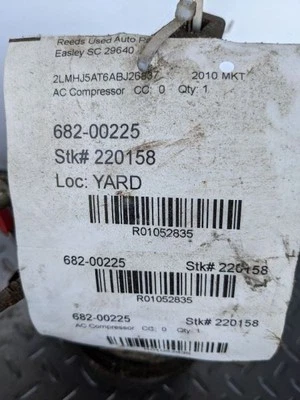 Reeds Used Auto
Easley SC 29640
2010 MKT
AC Compressor CC: 0 Qty: 1
682-00225
Stk# 220158
Loc: YARD
R01052835
682-00225 Stk# 220158
R01052835
682-00225 Stk# 220158
AC Compressor CC: 0 Qty: 1